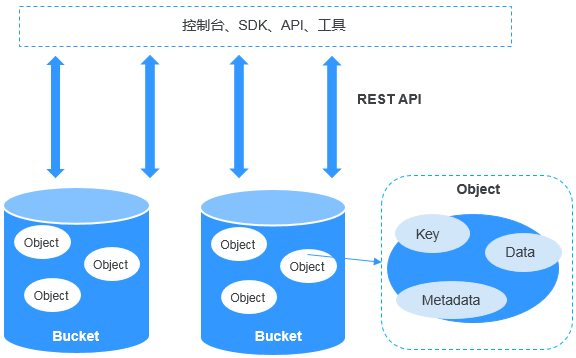 控制台、SDK、API、工具
REST API
Object
Object
Object
Bucket
Object
Object
Object
Bucket
Object
Key
Data
Metadata